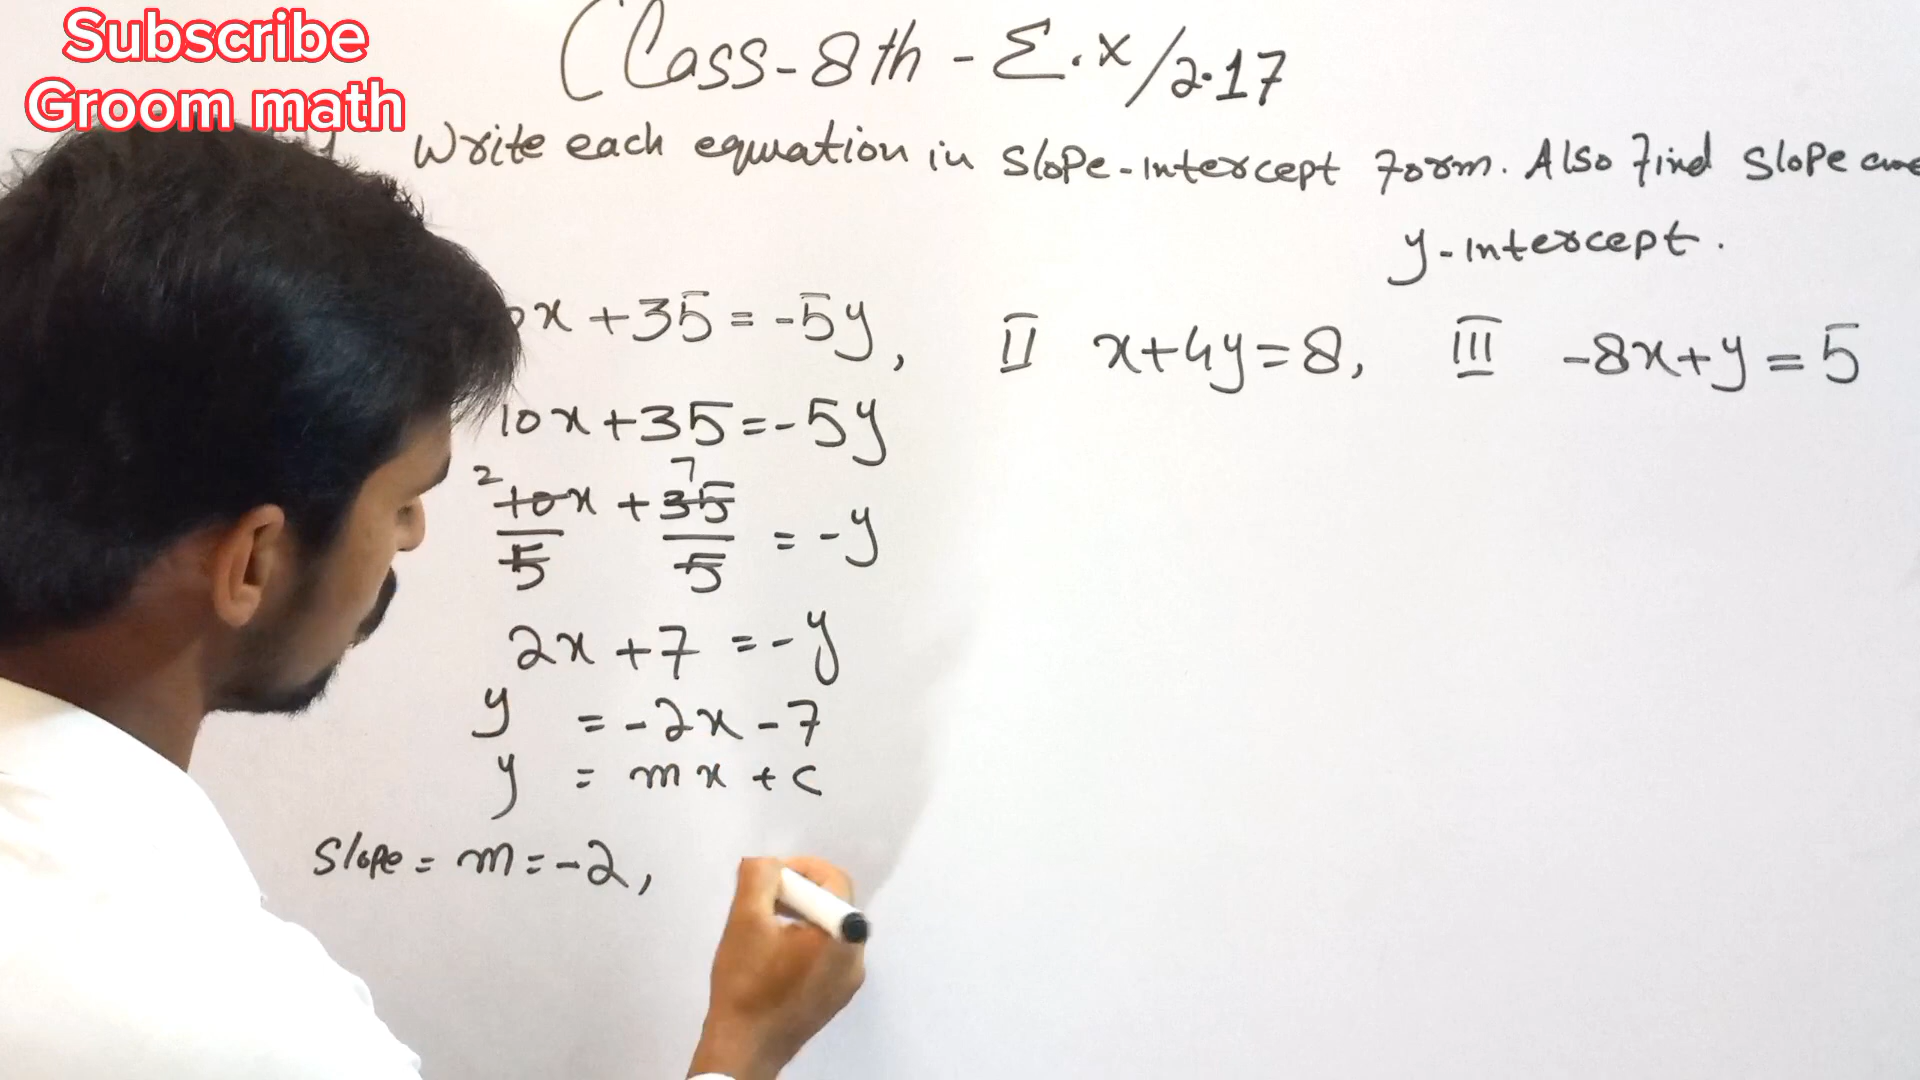 Subscribe
Groom math
Class-8th - Ex/2.17
Write each equation in slope-intercept form. Also find slope
y-intercept.
x + 35 = -5y, II x+4y=8, III -8x+y=5
10x+35=-5y
2 7
10x/5 + 35/5 = -y
2x + 7 = -y
y = -2x - 7
y = mx + c
Slope = m = -2,